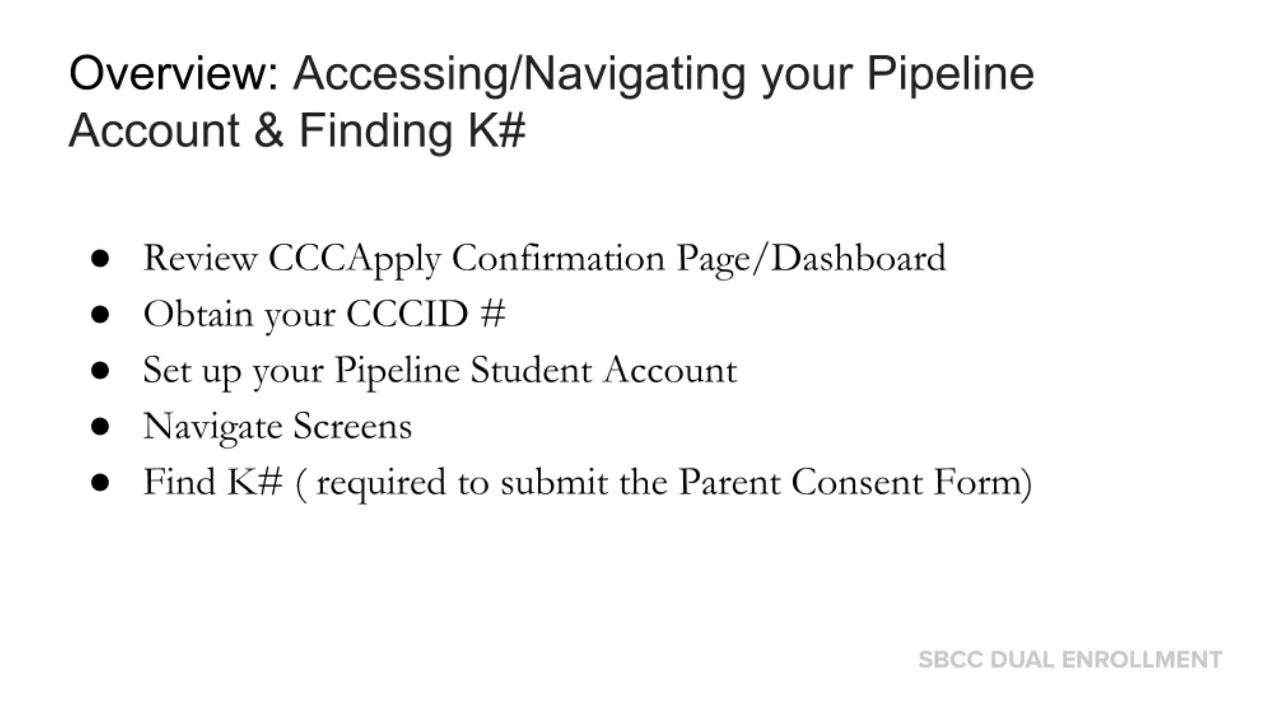 Overview: Accessing/Navigating your Pipeline
Account & Finding K#
● Review CCCApply Confirmation Page/Dashboard
● Obtain your CCCID #
● Set up your Pipeline Student Account
● Navigate Screens
● Find K# ( required to submit the Parent Consent Form)
SBCC DUAL ENROLLMENT